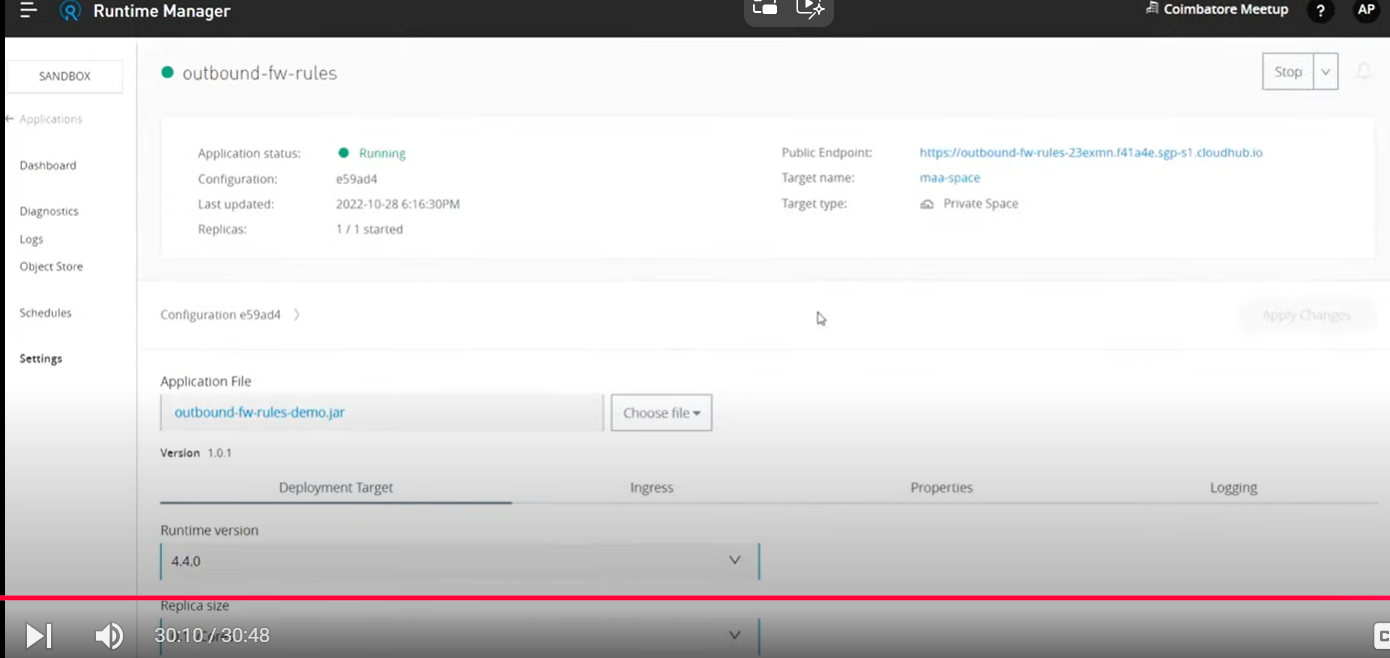 Runtime Manager
Coimbatore Meetup
?
AP
SANDBOX
outbound-fw-rules
Stop
Applications
Dashboard
Diagnostics
Logs
Object Store
Schedules
Settings
Application status: Running
Configuration: e59ad4
Last updated: 2022-10-28 6:16:30PM
Replicas: 1 / 1 started
Public Endpoint: https://outbound-fw-rules-23exmn.f41a4e.sgp-s1.cloudhub.io
Target name: maa-space
Target type: Private Space
Configuration e59ad4
Apply Changes
Application File
outbound-fw-rules-demo.jar
Choose file
Version 1.0.1
Deployment Target Ingress Properties Logging
Runtime version
4.4.0
Replica size
30:10 / 30:48